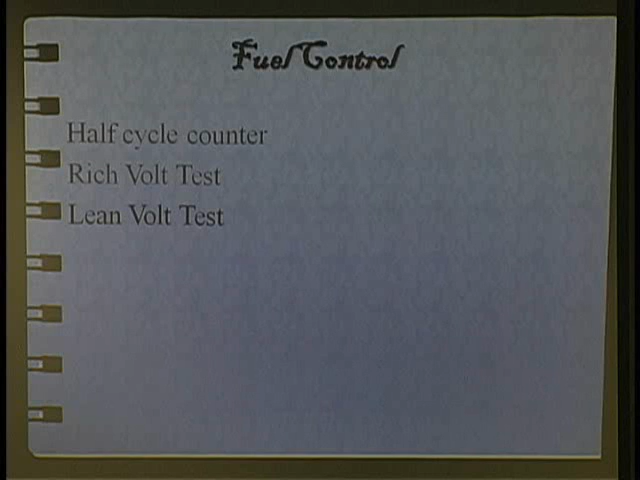 Fuel Control
Half cycle counter
Rich Volt Test
Lean Volt Test